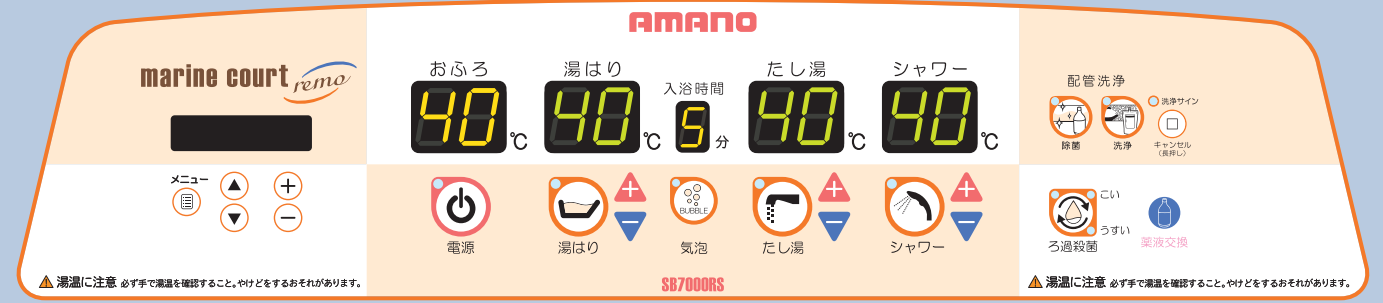 AMANO
marine court remo
おふろ
40℃
湯はり
40℃
入浴時間
5分
たし湯
40℃
シャワー
40℃
配管洗浄
除菌
洗浄
洗浄サイン
キャンセル
(長押し)
メニュー
電源
湯はり
BUBBLE
気泡
たし湯
シャワー
こい
うすい
ろ過殺菌
薬液交換
⚠湯温に注意 必ず手で湯温を確認すること。やけどをするおそれがあります。
SB7000RS
⚠湯温に注意 必ず手で湯温を確認すること。やけどをするおそれがあります。